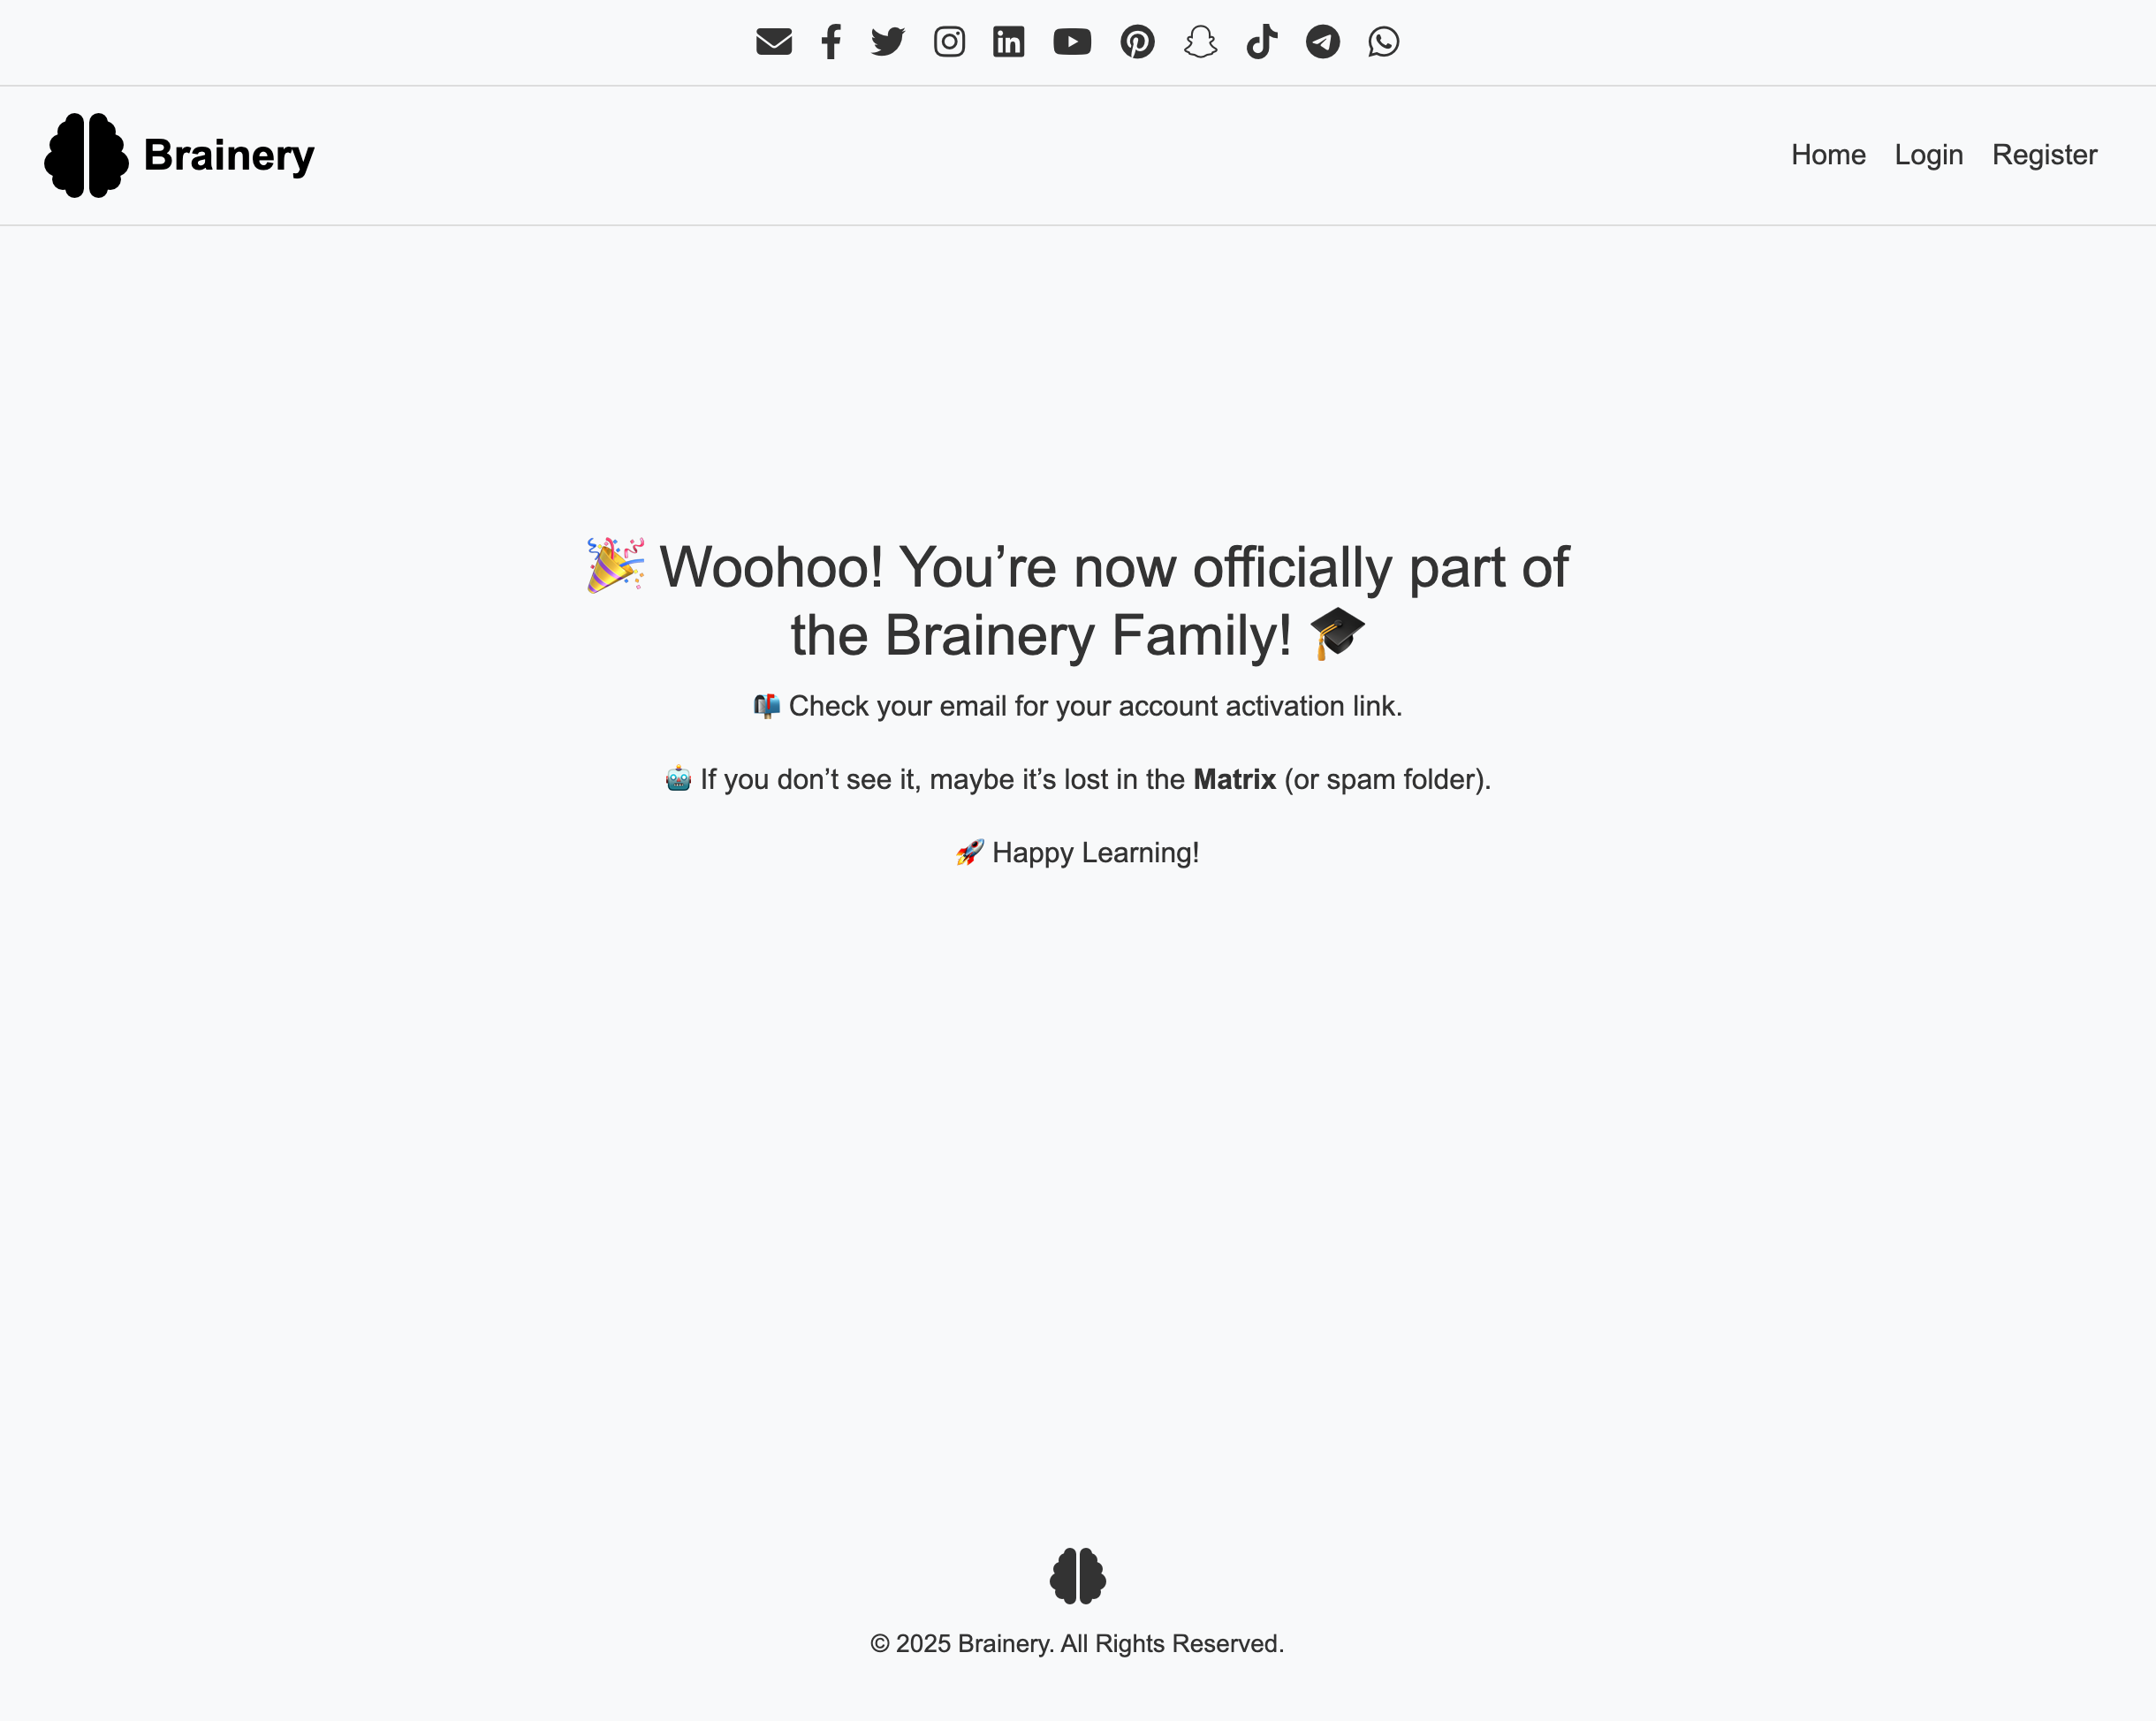 Brainery
Home Login Register
🎉 Woohoo! You’re now officially part of
the Brainery Family! 🎓
📬 Check your email for your account activation link.
🤖 If you don’t see it, maybe it’s lost in the Matrix (or spam folder).
🚀 Happy Learning!
© 2025 Brainery. All Rights Reserved.